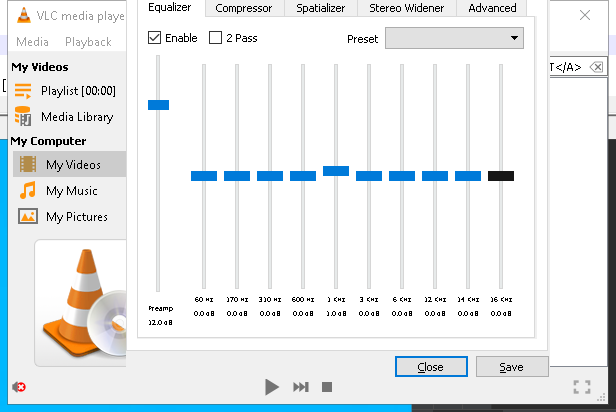 VLC media playe
Media Playback
My Videos
Playlist [00:00]
Media Library
My Computer
My Videos
My Music
My Pictures
Equalizer Compressor Spatializer Stereo Widener Advanced
Enable 2 Pass Preset
T</A>
[
60 Hz 170 Hz 310 Hz 600 Hz 1 KHz 3 KHz 6 KHz 12 KHz 14 KHz 16 KHz
Preamp
0.0 dB 0.0 dB 0.0 dB 0.0 dB 1.0 dB 0.0 dB 0.0 dB 0.0 dB 0.0 dB 0.0 dB
12.0 dB
Close Save